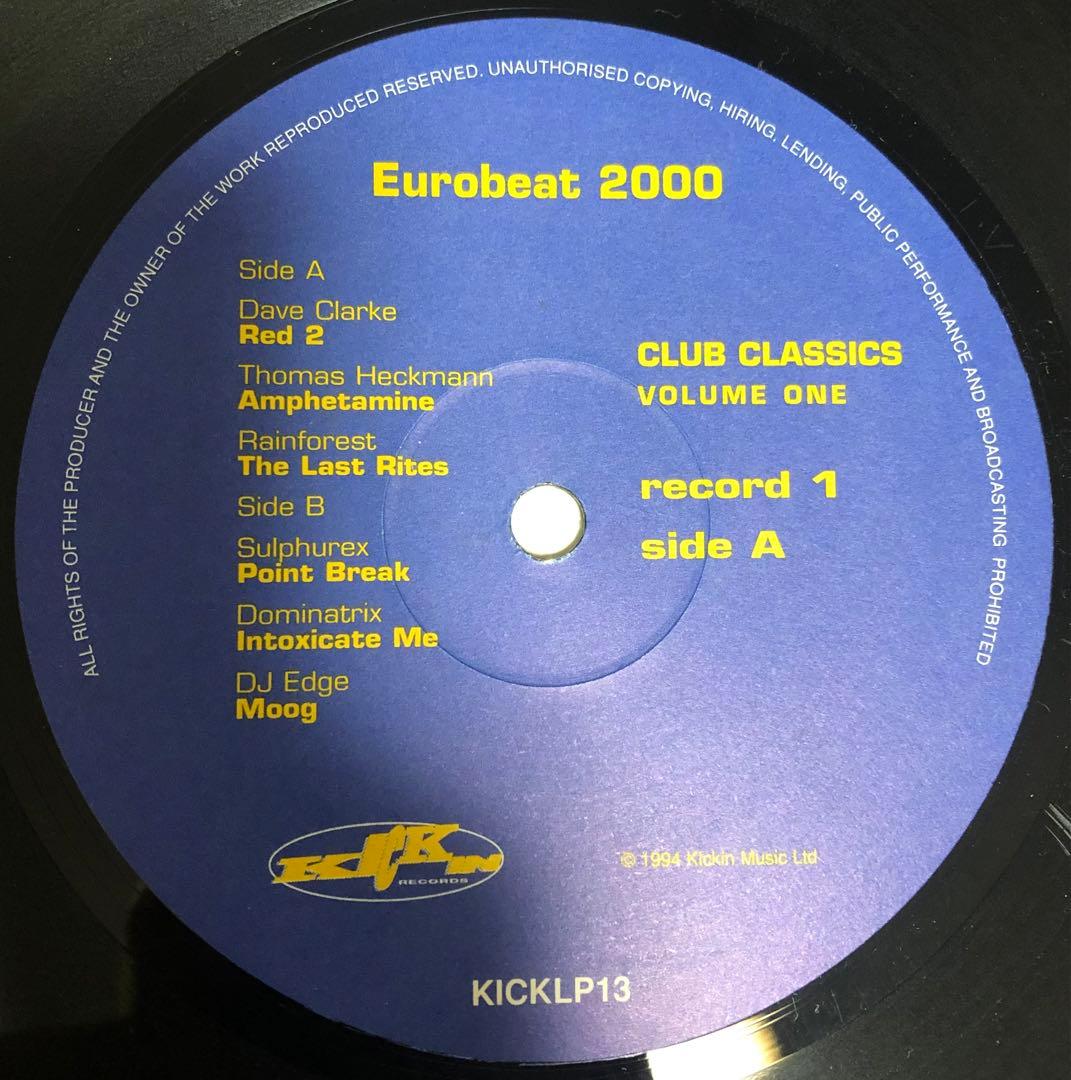 ALL RIGHTS OF THE PRODUCER AND THE OWNER OF THE WORK REPRODUCED RESERVED. UNAUTHORISED COPYING, HIRING, LENDING, PUBLIC PERFORMANCE AND BROADCASTING PROHIBITED
Eurobeat 2000
Side A
Dave Clarke
Red 2
Thomas Heckmann
Amphetamine
Rainforest
The Last Rites
Side B
Sulphurex
Point Break
Dominatrix
Intoxicate Me
DJ Edge
Moog
CLUB CLASSICS
VOLUME ONE
record 1
side A
KICKIN
RECORDS
© 1994 Kickin Music Ltd
KICKLP13